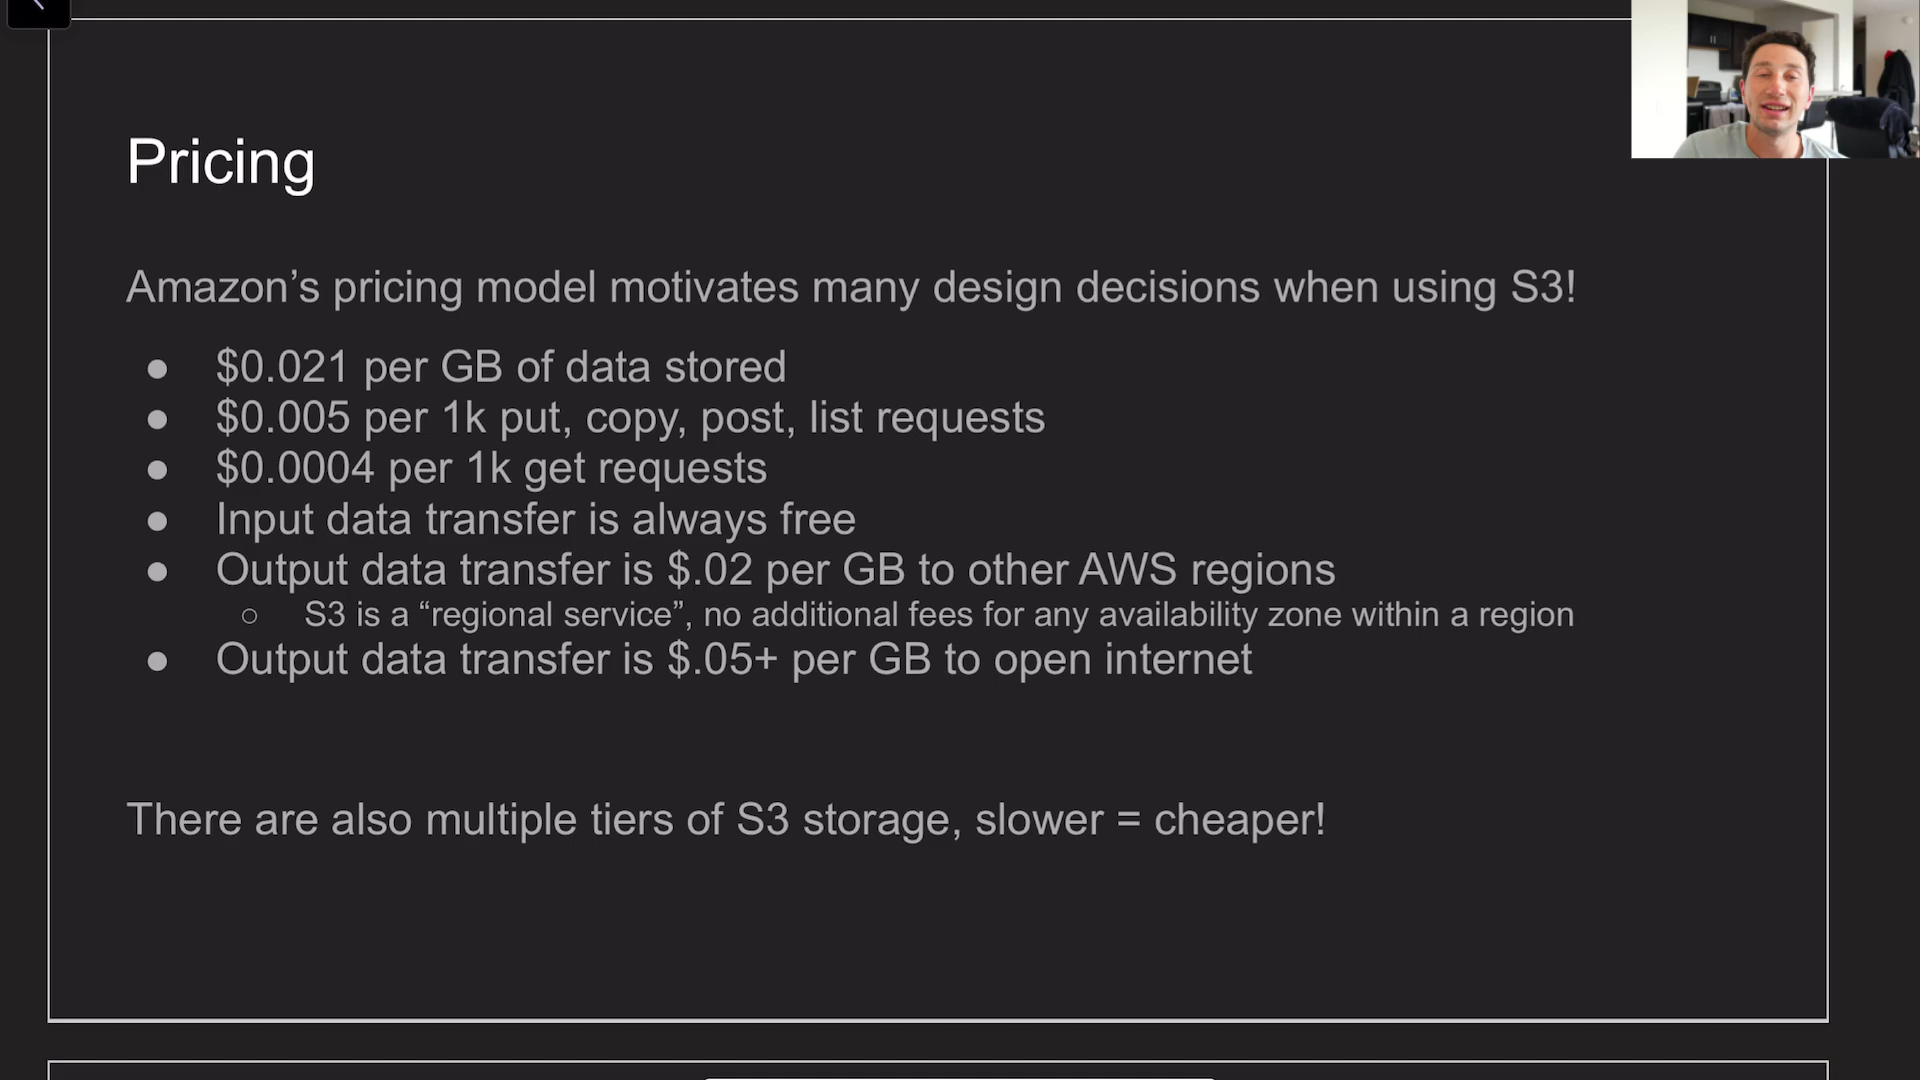 Pricing
Amazon’s pricing model motivates many design decisions when using S3!
● $0.021 per GB of data stored
● $0.005 per 1k put, copy, post, list requests
● $0.0004 per 1k get requests
● Input data transfer is always free
● Output data transfer is $.02 per GB to other AWS regions
○ S3 is a “regional service”, no additional fees for any availability zone within a region
● Output data transfer is $.05+ per GB to open internet
There are also multiple tiers of S3 storage, slower = cheaper!